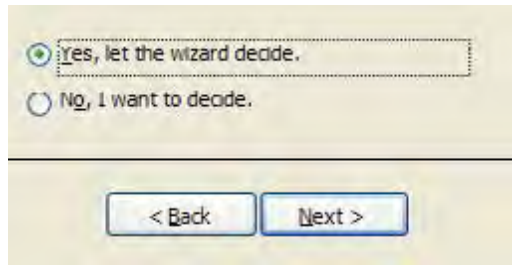 Yes, let the wizard decide.
No, I want to decide.
< Back Next >